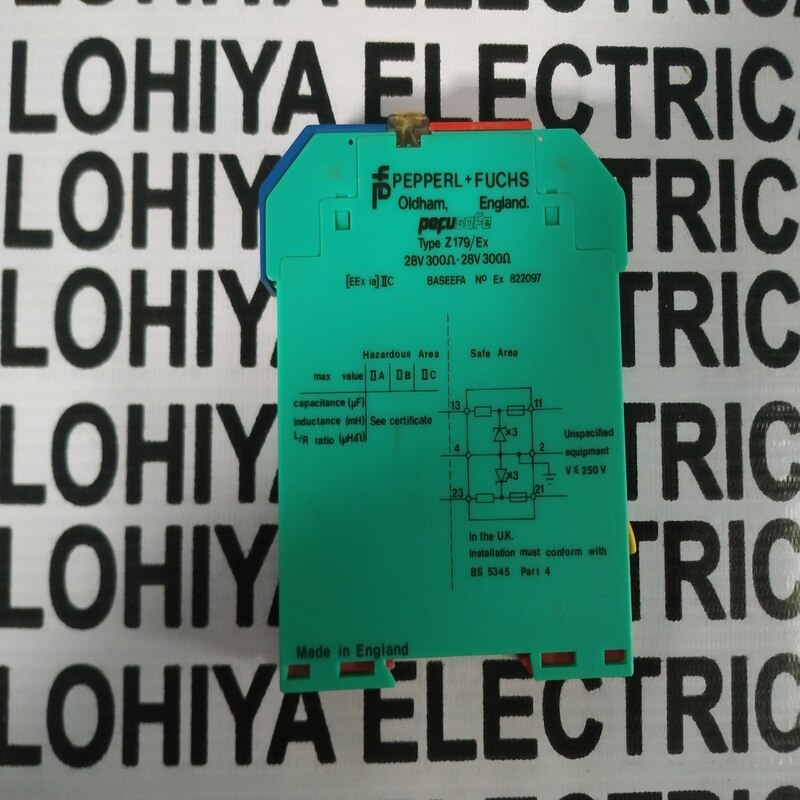 LOHIYA ELECTRICA
LOHIYA ELECTRIC
PEPPERL+FUCHS
Oldham, England.
pepusafe
Type Z179/Ex
28V 300Ω-28V 300Ω
[EEx ia]IIC BASEEFA Nº Ex 822097
Hazardous Area Safe Area
max value IIA IIB IIC
capacitance (µF)
inductance (mH) See certificate
L/R ratio (µH/Ω)
13 11
x3
4 2
x3
23 21
Unspecified
equipment
V ≤ 250 V
In the U.K.
Installation must conform with
BS 5345 Part 4
Made in England
LOHIYA ELECTRIC